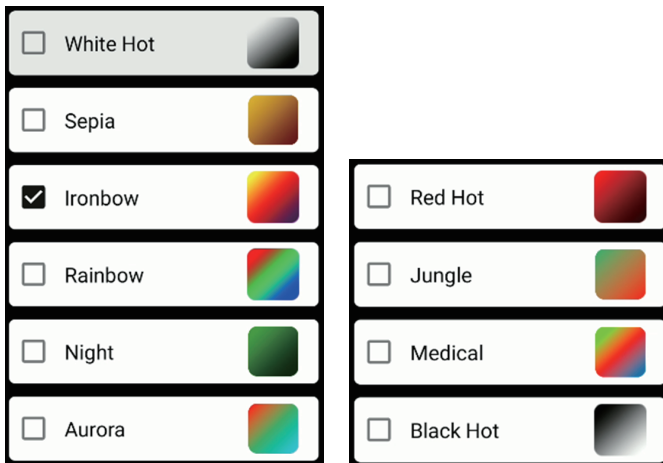 White Hot
Sepia
Ironbow
Rainbow
Night
Aurora
Red Hot
Jungle
Medical
Black Hot